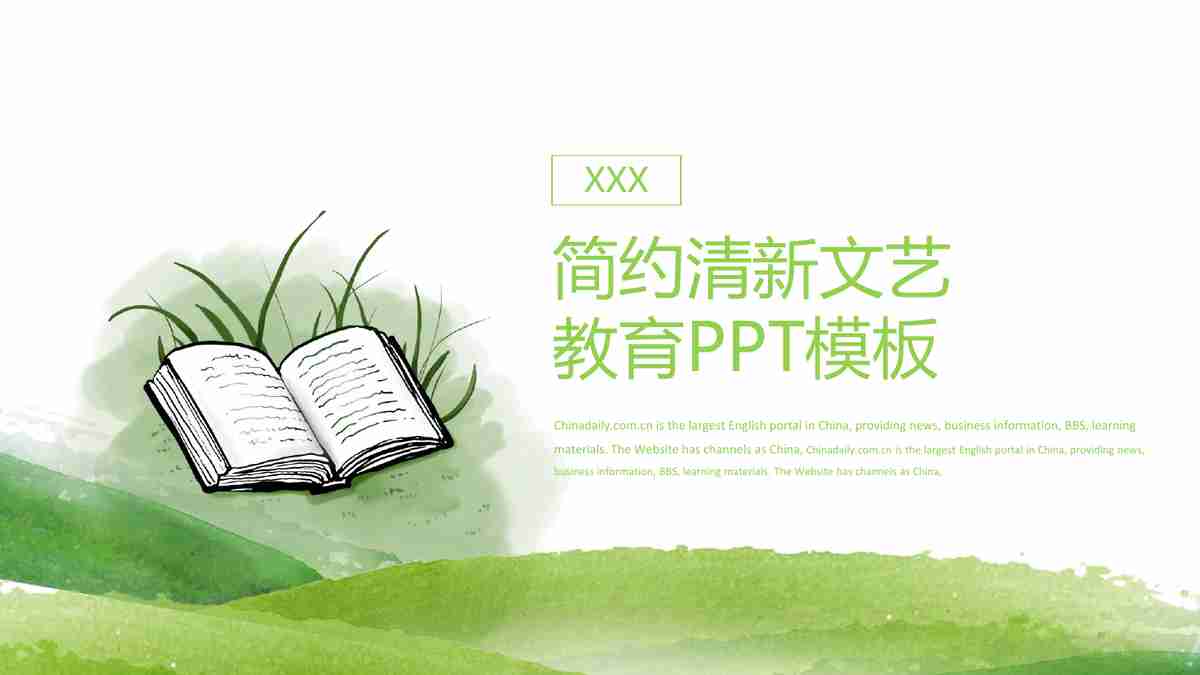 XXX
简约清新文艺
教育PPT模板
Chinadaily.com.cn is the largest English portal in China, providing news, business information, BBS, learning
materials. The Website has channels as China, Chinadaily.com.cn is the largest English portal in China, providing news,
business information, BBS, learning materials. The Website has channels as China,